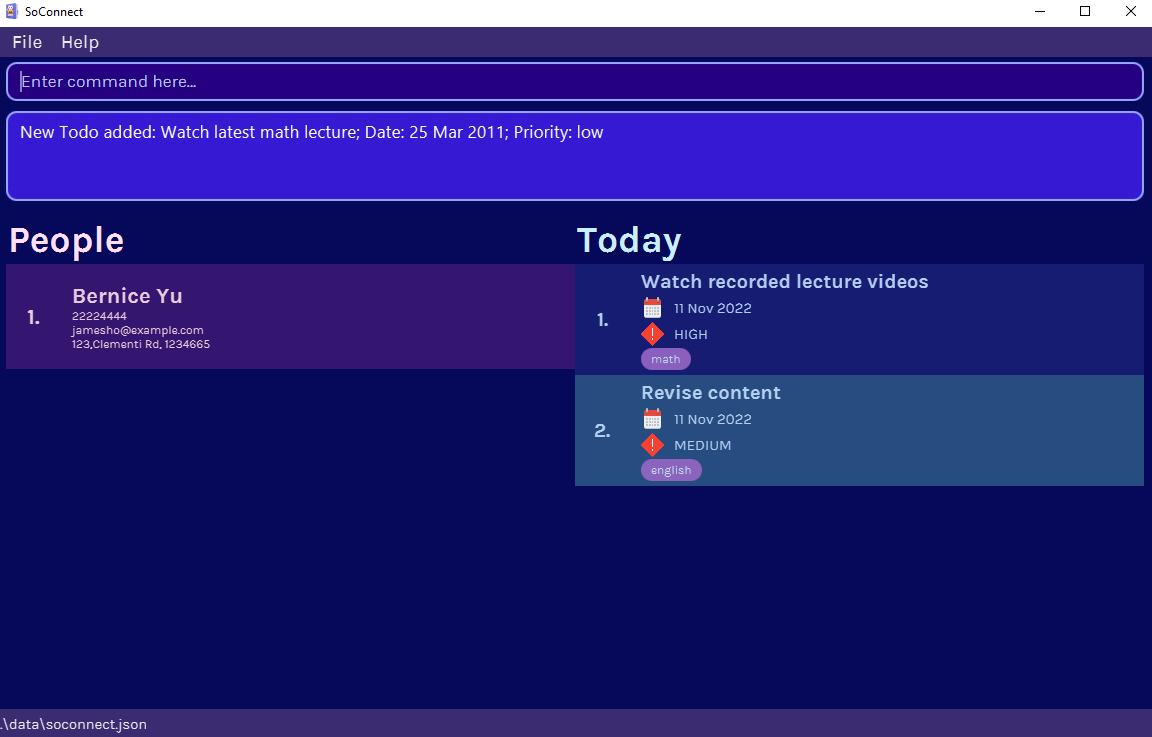 SoConnect
File Help
Enter command here...
New Todo added: Watch latest math lecture; Date: 25 Mar 2011; Priority: low
People
1.
Bernice Yu
22224444
jamesho@example.com
123,Clementi Rd, 1234665
Today
1.
Watch recorded lecture videos
11 Nov 2022
HIGH
math
2.
Revise content
11 Nov 2022
MEDIUM
english
.\data\soconnect.json